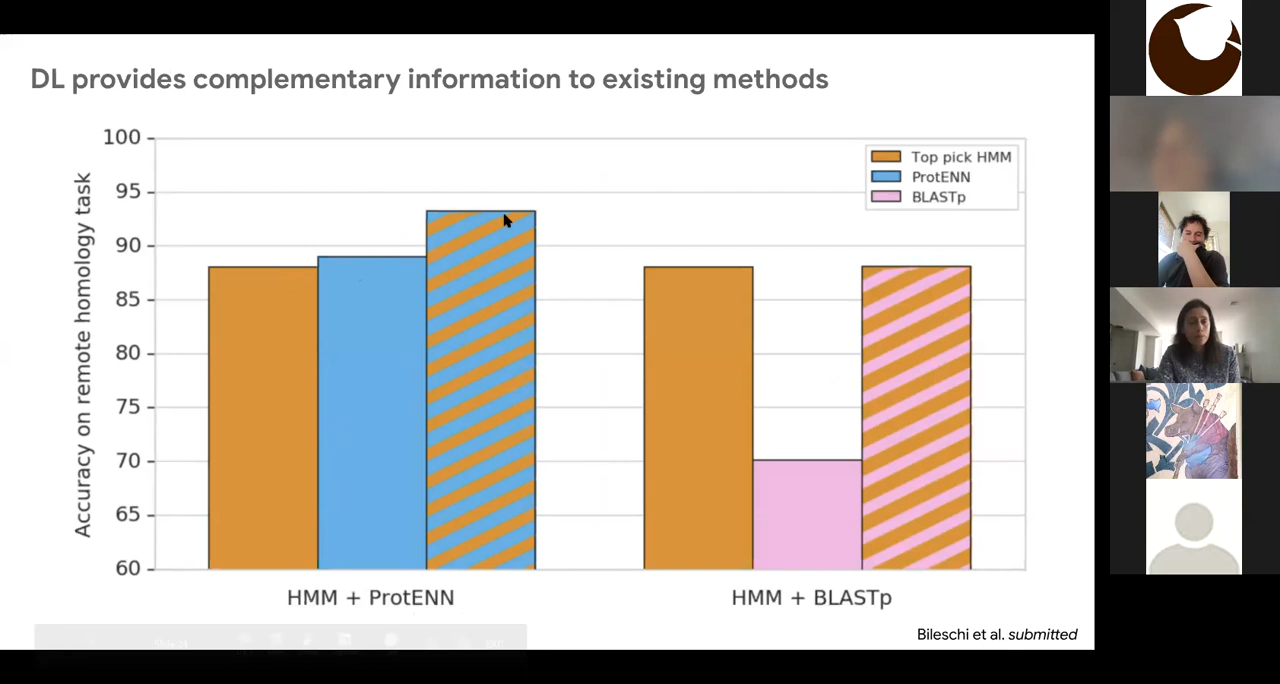 DL provides complementary information to existing methods
100
95
90
85
80
75
70
65
60
Accuracy on remote homology task
Top pick HMM
ProtENN
BLASTp
HMM + ProtENN
HMM + BLASTp
Bileschi et al. submitted